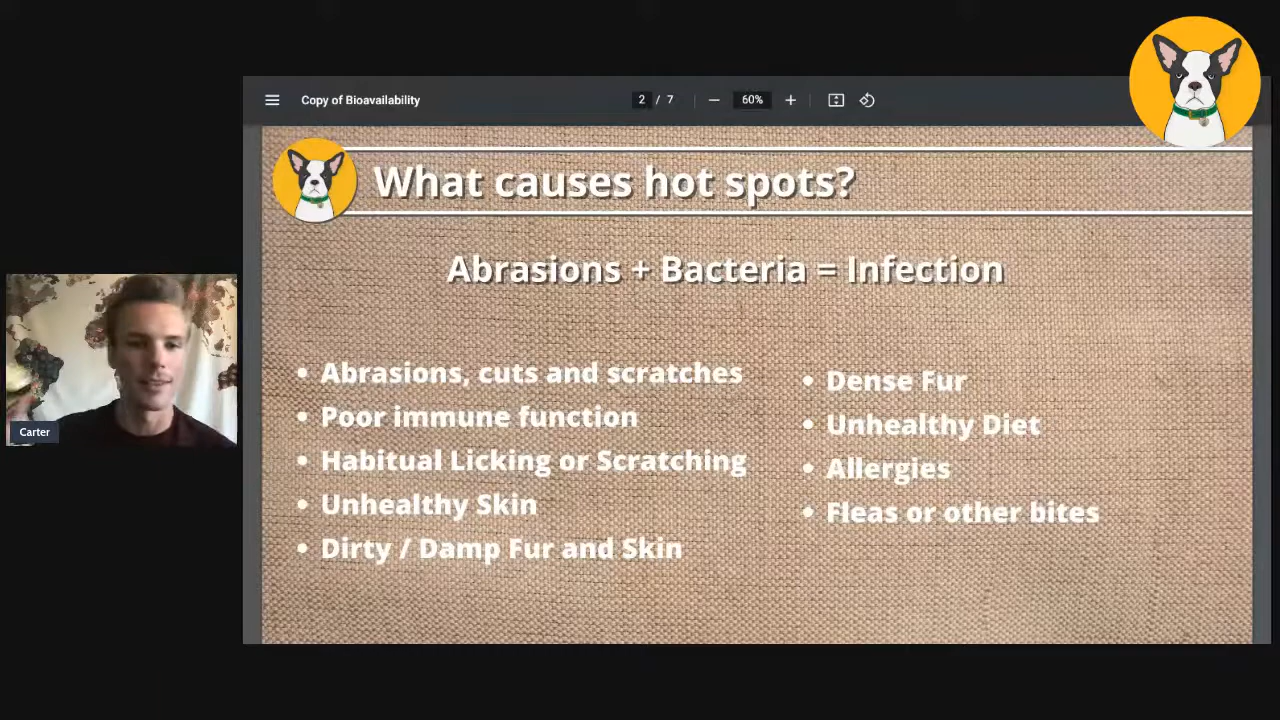 Copy of Bioavailability
2 / 7
60%
What causes hot spots?
Abrasions + Bacteria = Infection
• Abrasions, cuts and scratches
• Poor immune function
• Habitual Licking or Scratching
• Unhealthy Skin
• Dirty / Damp Fur and Skin
• Dense Fur
• Unhealthy Diet
• Allergies
• Fleas or other bites
Carter